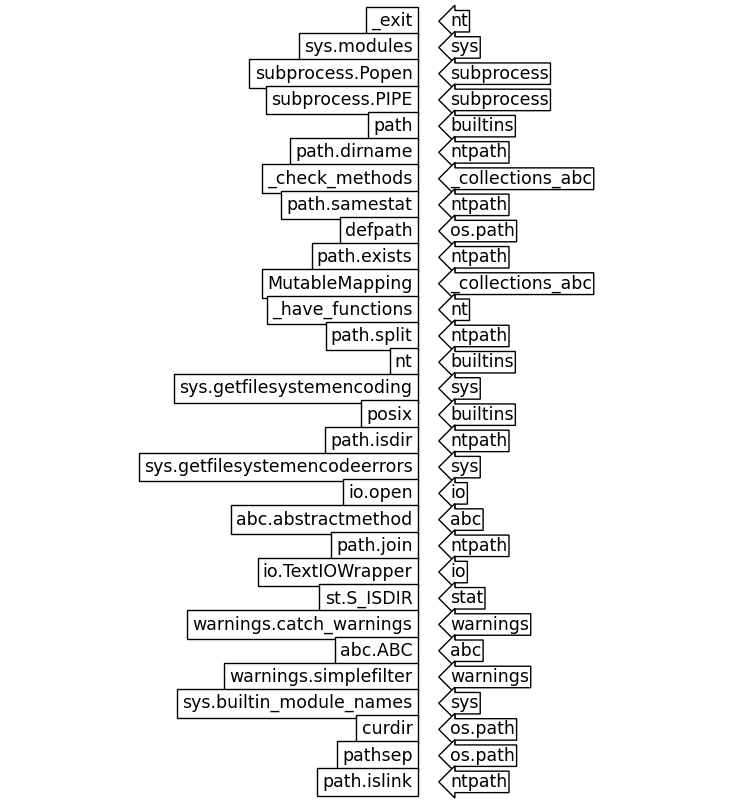 _exit nt
sys.modules sys
subprocess.Popen subprocess
subprocess.PIPE subprocess
path builtins
path.dirname ntpath
_check_methods _collections_abc
path.samestat ntpath
defpath os.path
path.exists ntpath
MutableMapping _collections_abc
_have_functions nt
path.split ntpath
nt builtins
sys.getfilesystemencoding sys
posix builtins
path.isdir ntpath
sys.getfilesystemencodeerrors sys
io.open io
abc.abstractmethod abc
path.join ntpath
io.TextIOWrapper io
st.S_ISDIR stat
warnings.catch_warnings warnings
abc.ABC abc
warnings.simplefilter warnings
sys.builtin_module_names sys
curdir os.path
pathsep os.path
path.islink ntpath